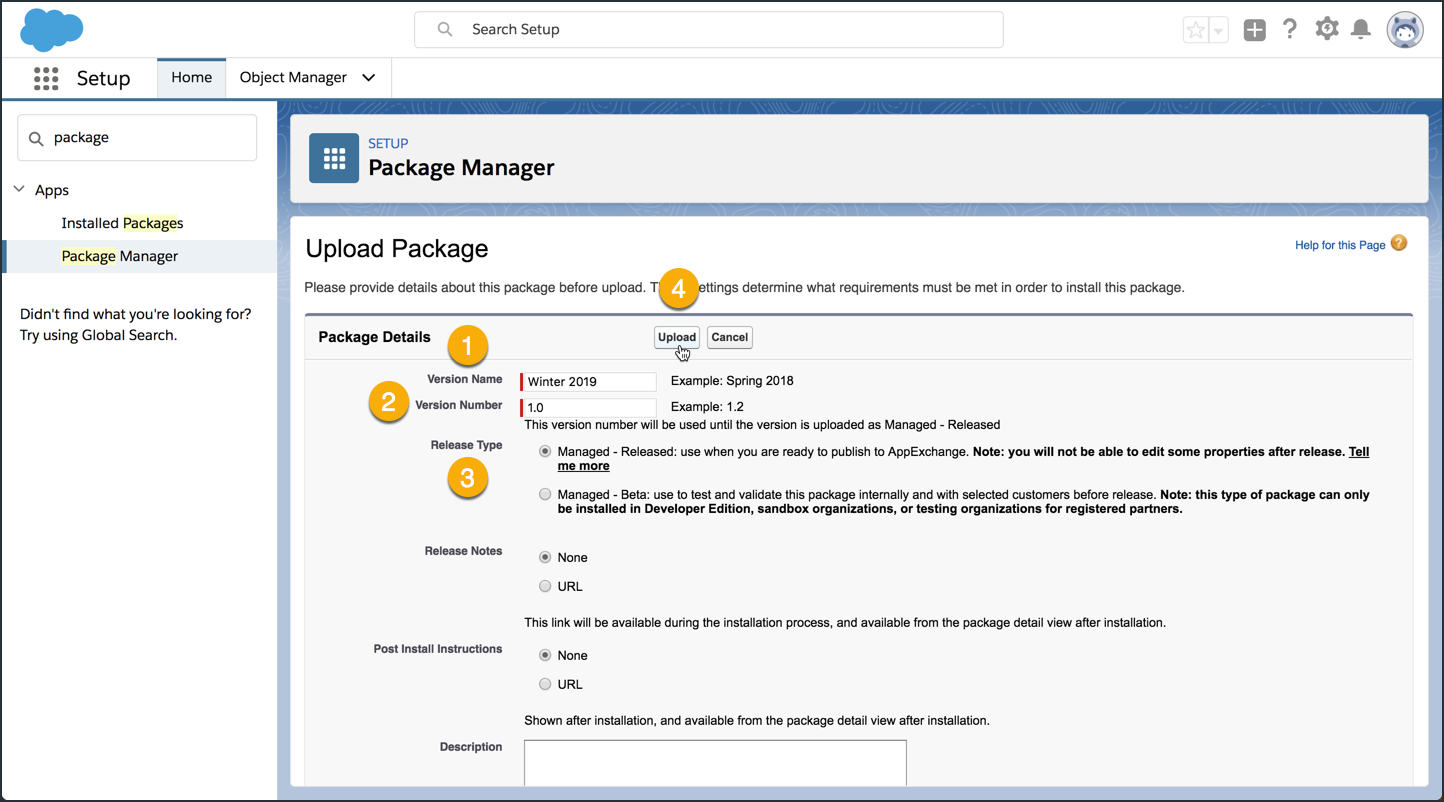 Search Setup
Setup
Home
Object Manager
package
Apps
Installed Packages
Package Manager
Didn't find what you're looking for?
Try using Global Search.
SETUP
Package Manager
Upload Package
Help for this Page
?
Please provide details about this package before upload. T
4
ettings determine what requirements must be met in order to install this package.
Package Details
1
Upload
Cancel
Version Name
Winter 2019
Example: Spring 2018
2
Version Number
1.0
Example: 1.2
This version number will be used until the version is uploaded as Managed - Released
Release Type
3
Managed - Released: use when you are ready to publish to AppExchange. Note: you will not be able to edit some properties after release. Tell
me more
Managed - Beta: use to test and validate this package internally and with selected customers before release. Note: this type of package can only
be installed in Developer Edition, sandbox organizations, or testing organizations for registered partners.
Release Notes
None
URL
This link will be available during the installation process, and available from the package detail view after installation.
Post Install Instructions
None
URL
Shown after installation, and available from the package detail view after installation.
Description